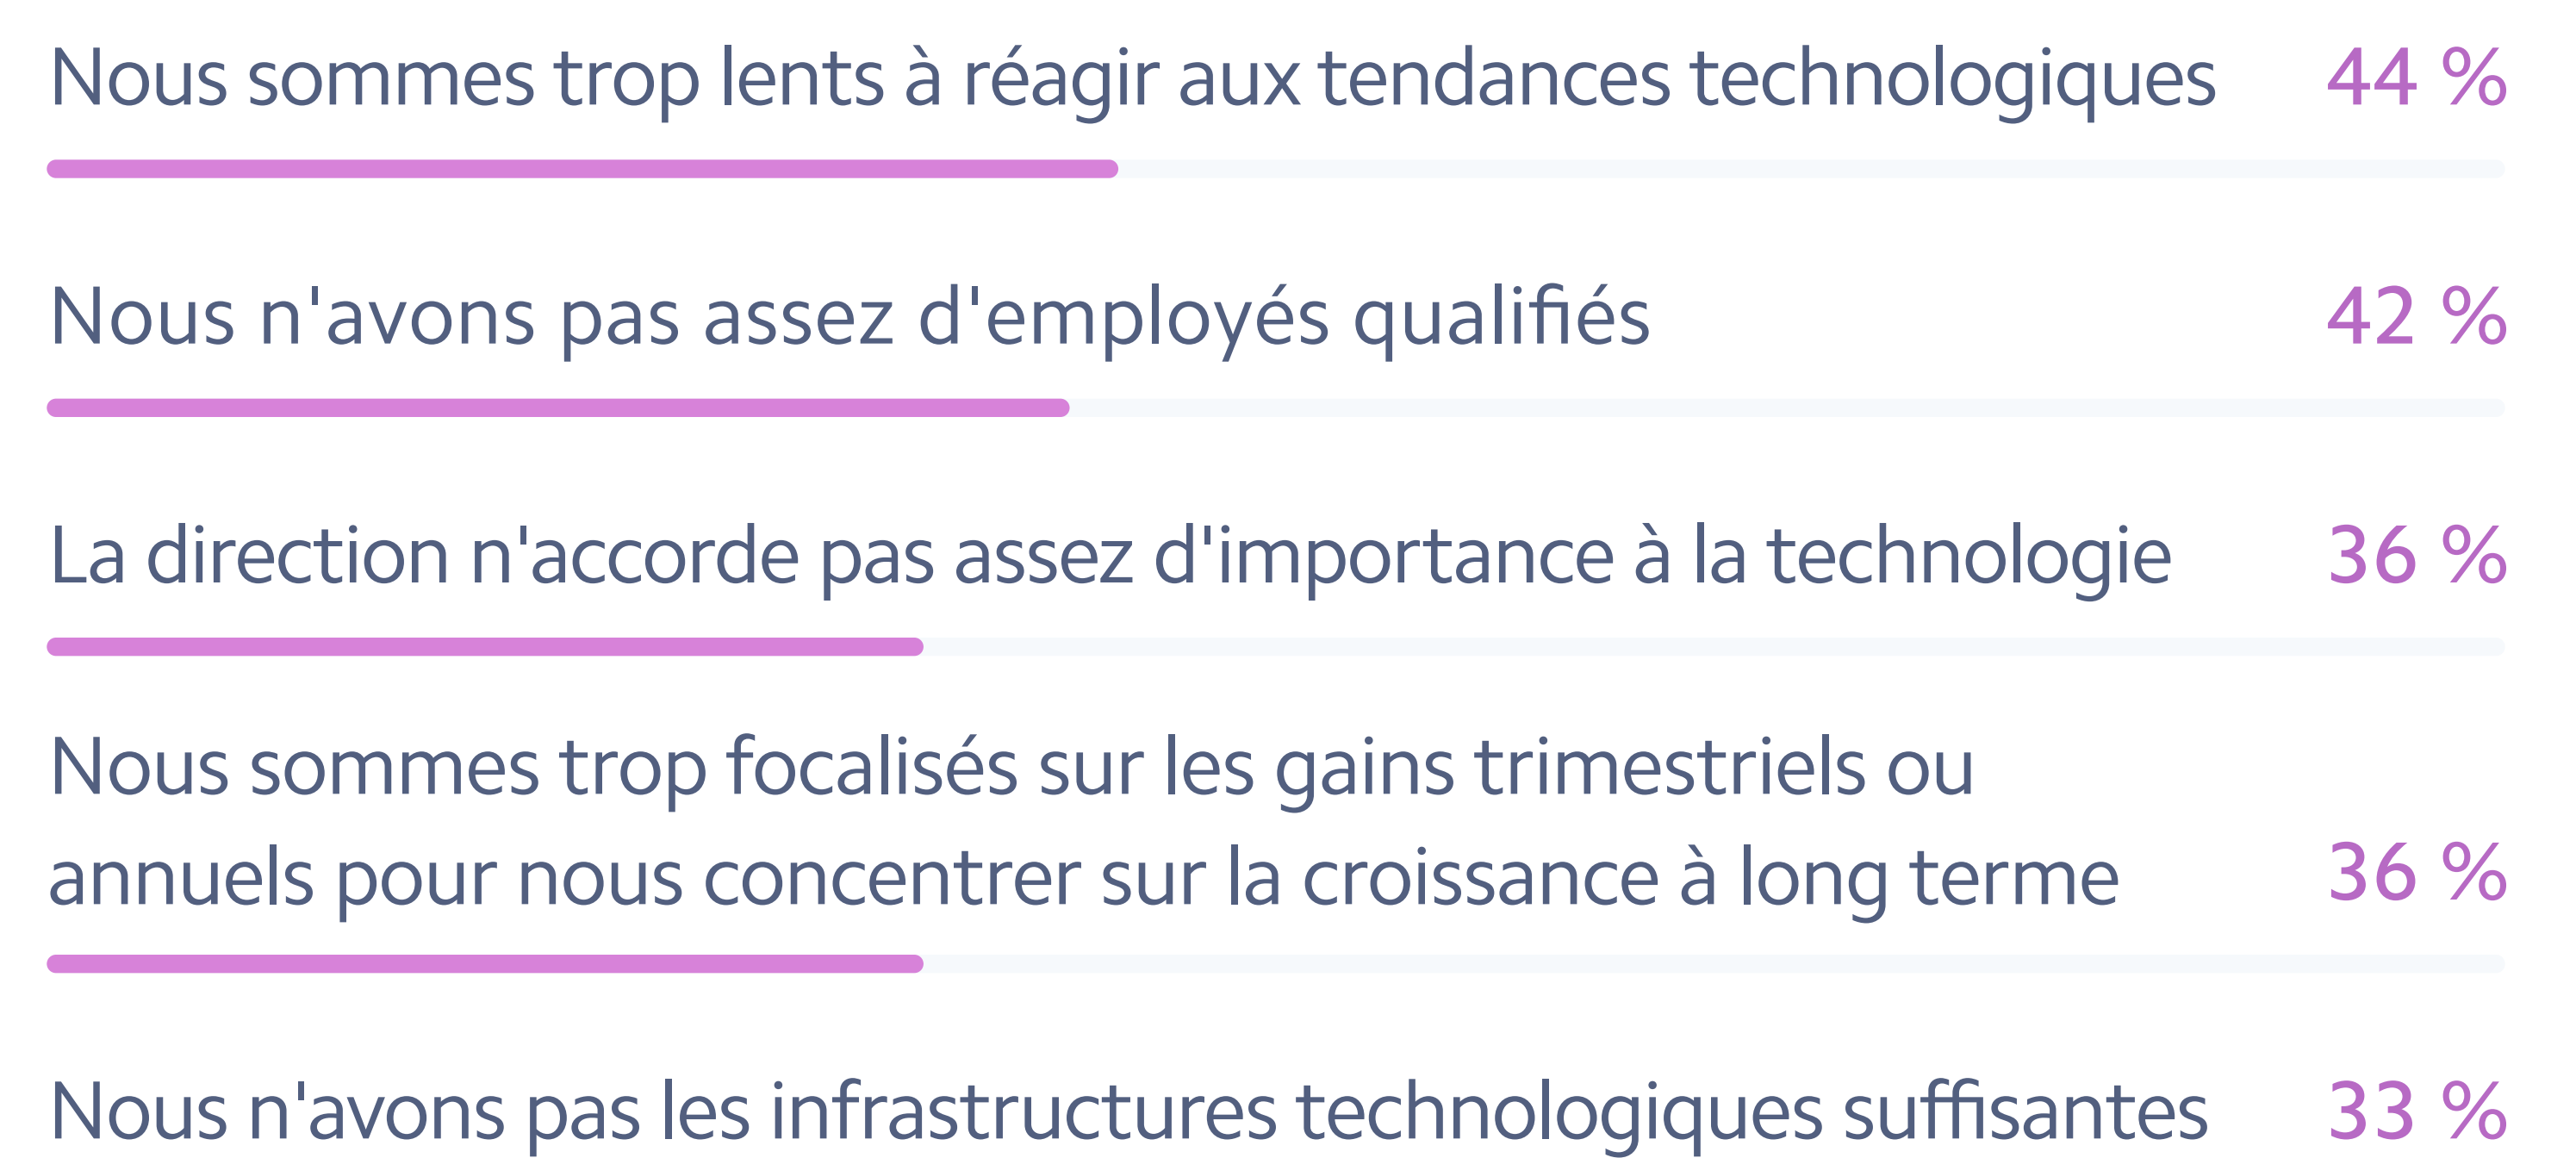 Nous sommes trop lents à réagir aux tendances technologiques 44 %
Nous n'avons pas assez d'employés qualifiés 42 %
La direction n'accorde pas assez d'importance à la technologie 36 %
Nous sommes trop focalisés sur les gains trimestriels ou
annuels pour nous concentrer sur la croissance à long terme 36 %
Nous n'avons pas les infrastructures technologiques suffisantes 33 %